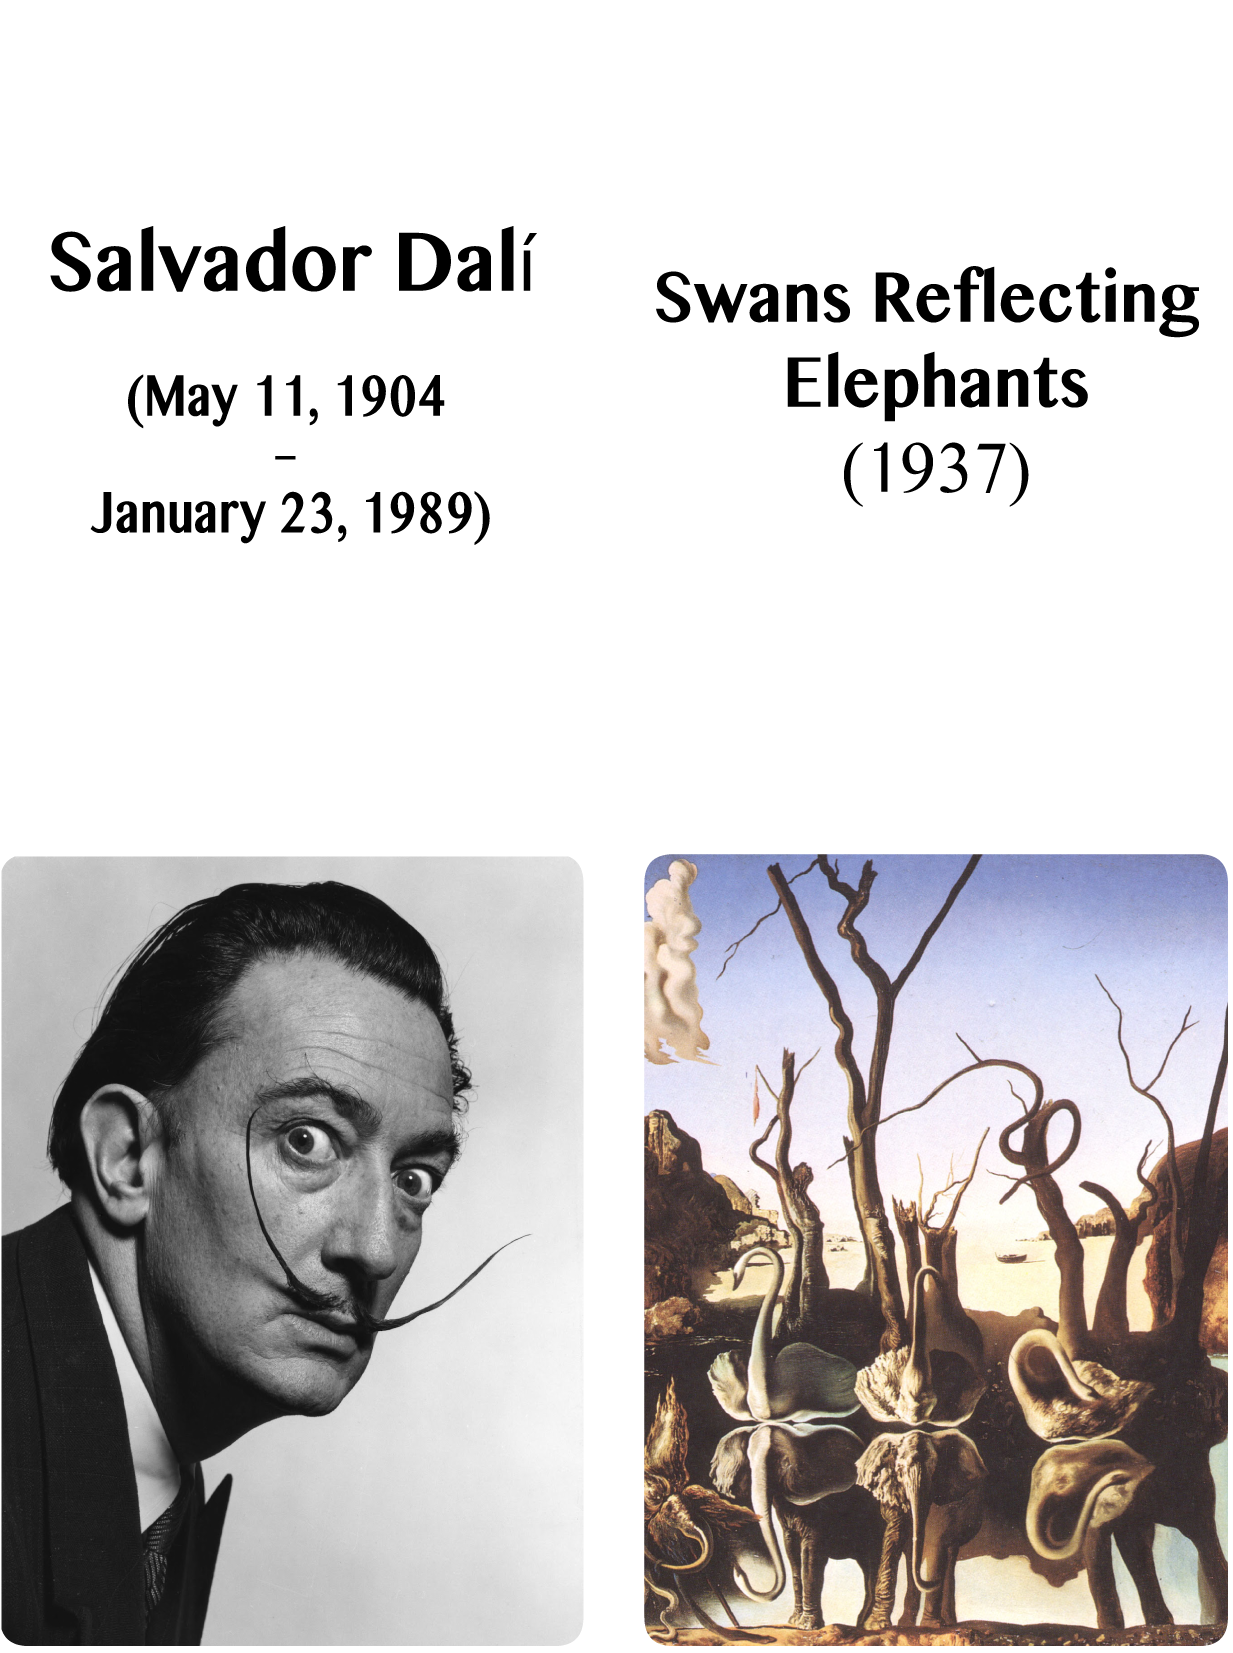 Salvador Dalí
(May 11, 1904
–
January 23, 1989)
Swans Reflecting
Elephants
(1937)